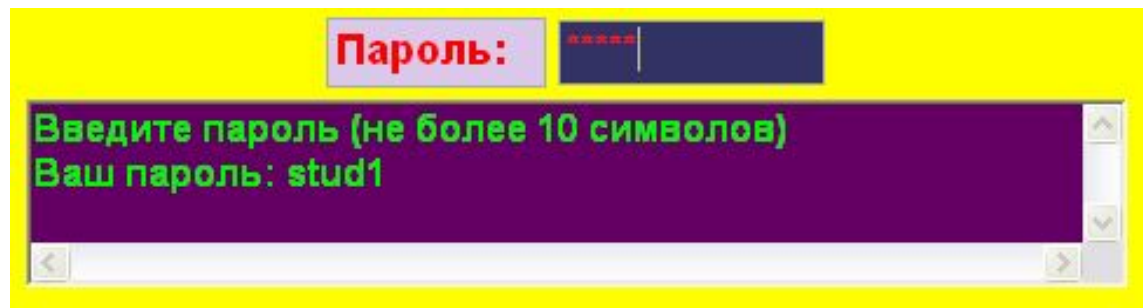 Пароль: *****
Введите пароль (не более 10 символов)
Ваш пароль: stud1